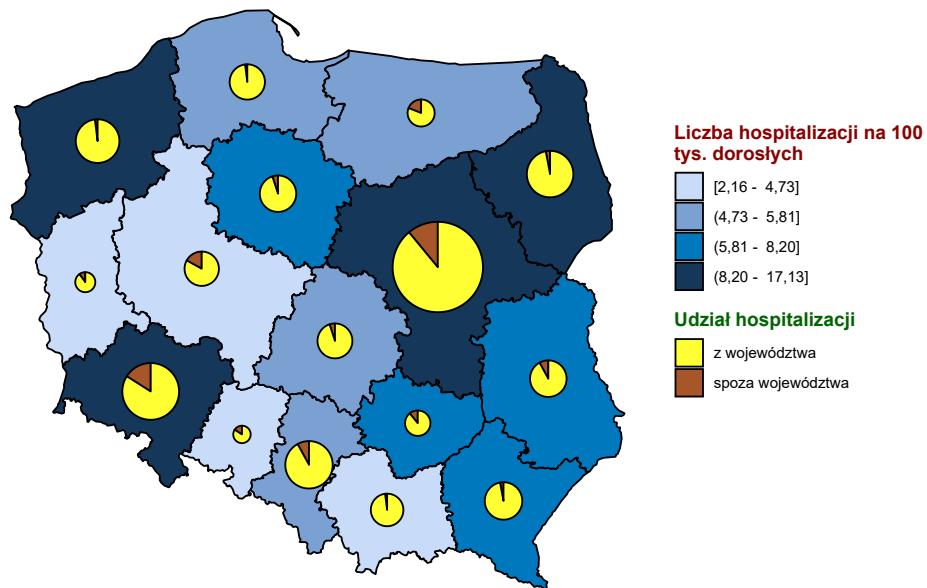 Liczba hospitalizacji na 100
tys. dorosłych
[2,16 - 4,73]
(4,73 - 5,81]
(5,81 - 8,20]
(8,20 - 17,13]
Udział hospitalizacji
z województwa
spoza województwa